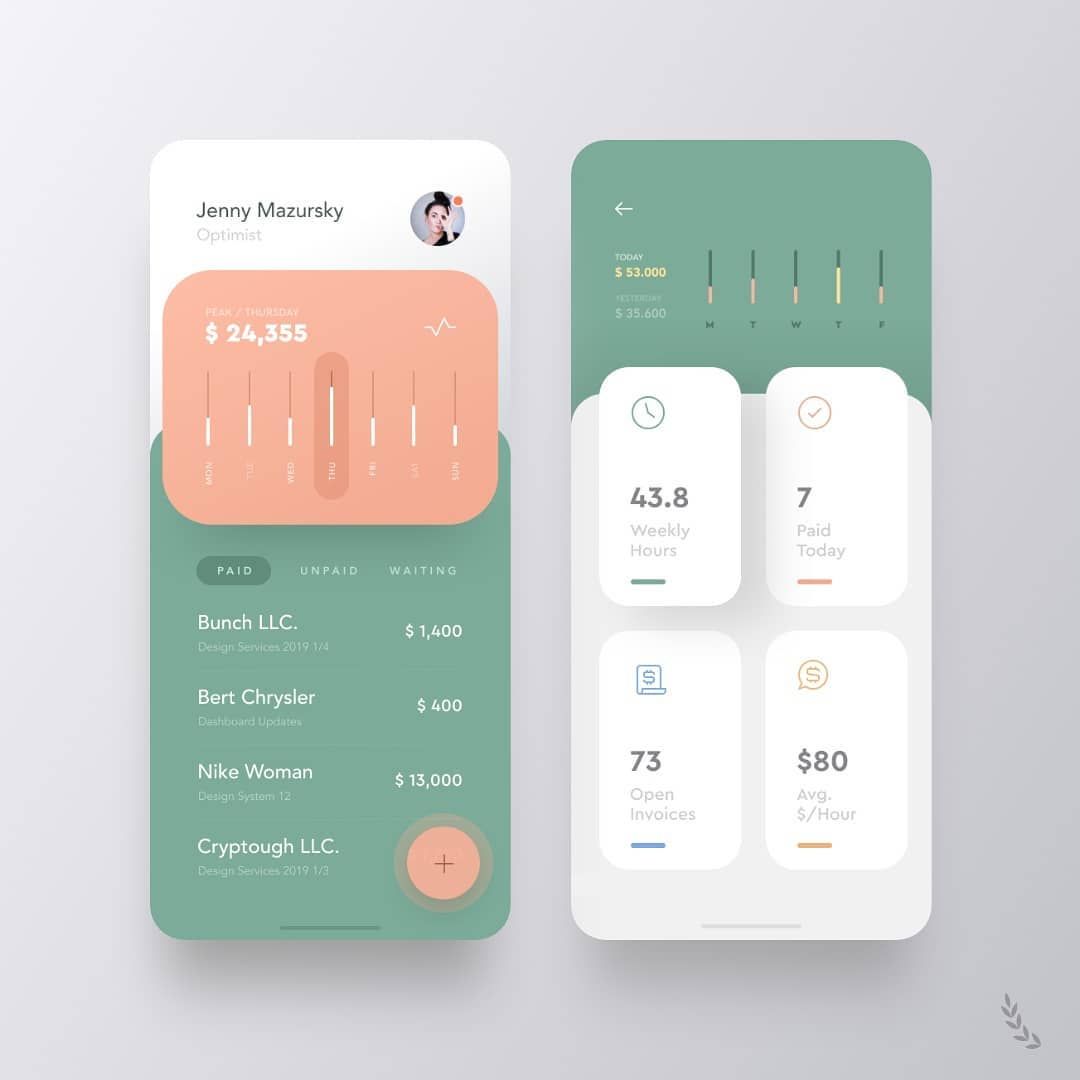 Jenny Mazursky
Optimist
PEAK / THURSDAY
$ 24,355
MON
TUE
WED
THU
FRI
SAT
SUN
PAID
UNPAID
WAITING
Bunch LLC.
Design Services 2019 1/4
$ 1,400
Bert Chrysler
Dashboard Updates
$ 400
Nike Woman
Design System 12
$ 13,000
Cryptough LLC.
Design Services 2019 1/3
TODAY
$ 53.000
YESTERDAY
$ 35.600
M T W T F
43.8
Weekly
Hours
7
Paid
Today
73
Open
Invoices
$80
Avg.
$/Hour